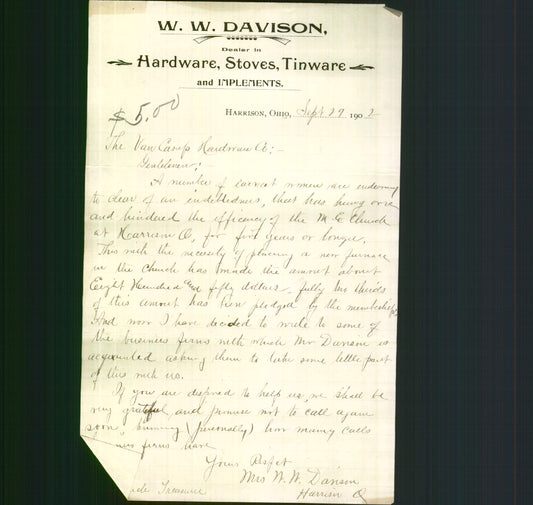 W. W. DAVISON,
Dealer in
Hardware, Stoves, Tinware
and IMPLEMENTS.
$5.00
HARRISON, OHIO, Sept 29 1902
The Van Camp Hardware Co:-
Gentlemen:-
A number of earnest women are endeavoring
to clear of an indebtedness, that has hung over
and hindered the efficiency of the M. E. Church
at Harrison O, for five years or longer.
This with the necesity of placing a new furnace
in the church has made the amount about
Eight Hundred and fifty dollars, fully two thirds
of this amount has been pledged by the membership
And now I have decided to write to some of
the business firms with which Mr Davison is
acquainted asking them to take some little part
of this with us.
If you are disposed to help us, we shall be
very grateful, and promise not to call again
soon, knowing (personally) how many calls
firms have
Yours Respt
Mrs W. W. Davison
Harrison O
Treasurer